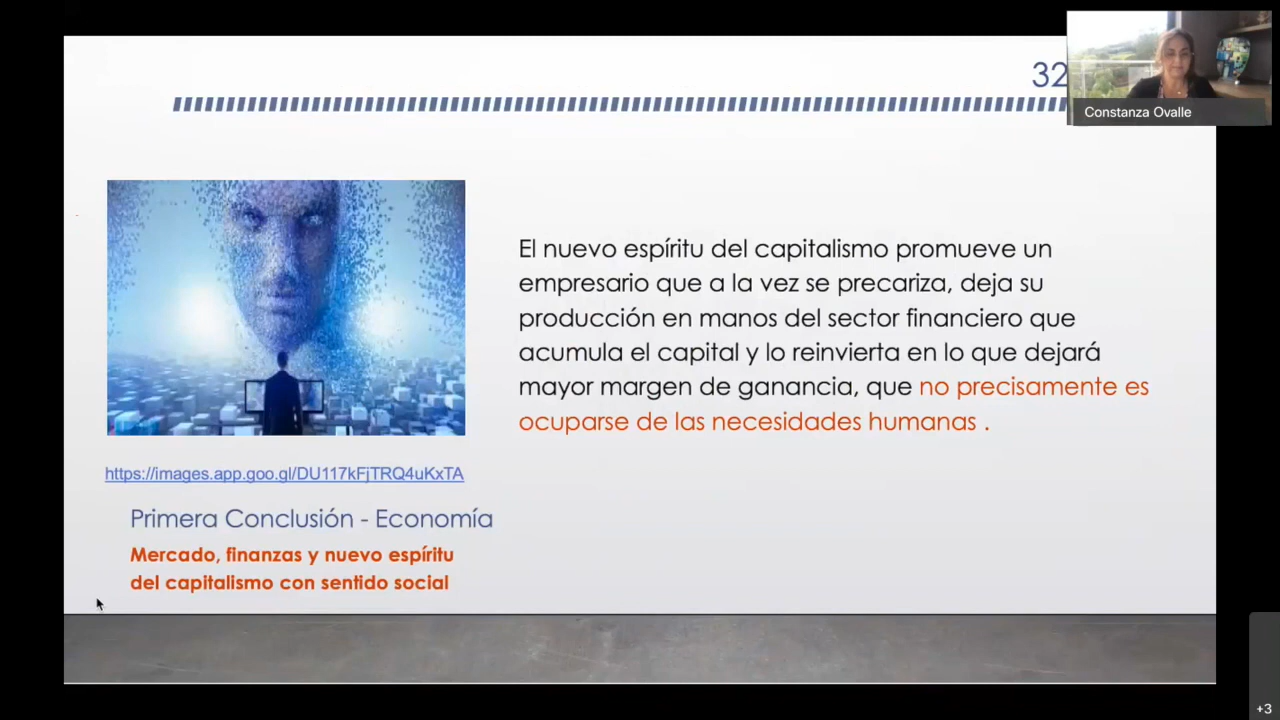 32
Constanza Ovalle
El nuevo espíritu del capitalismo promueve un
empresario que a la vez se precariza, deja su
producción en manos del sector financiero que
acumula el capital y lo reinvierta en lo que dejará
mayor margen de ganancia, que no precisamente es
ocuparse de las necesidades humanas .
https://images.app.goo.gl/DU117kFjTRQ4uKxTA
Primera Conclusión - Economía
Mercado, finanzas y nuevo espíritu
del capitalismo con sentido social
+3